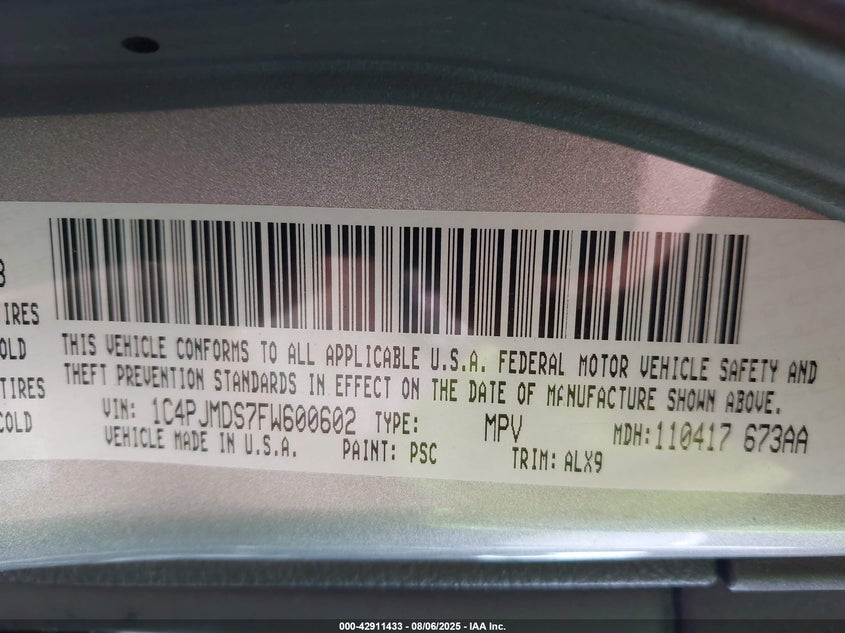 8
TIRES
COLD
TIRES
COLD
THIS VEHICLE CONFORMS TO ALL APPLICABLE U.S.A. FEDERAL MOTOR VEHICLE SAFETY AND
THEFT PREVENTION STANDARDS IN EFFECT ON THE DATE OF MANUFACTURE SHOWN ABOVE.
VIN: 1C4PJMDS7FW600602 TYPE: MPV MDH:110417 673AA
VEHICLE MADE IN U.S.A. PAINT: PSC TRIM: ALX9
000-42911433 - 08/06/2025 - IAA Inc.